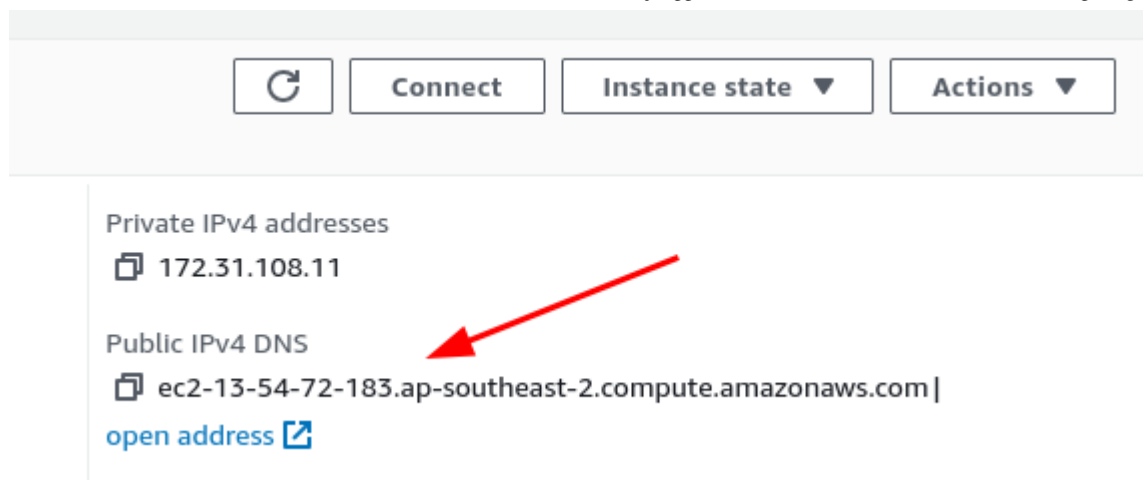 Connect Instance state Actions
Private IPv4 addresses
172.31.108.11
Public IPv4 DNS
ec2-13-54-72-183.ap-southeast-2.compute.amazonaws.com|
open address